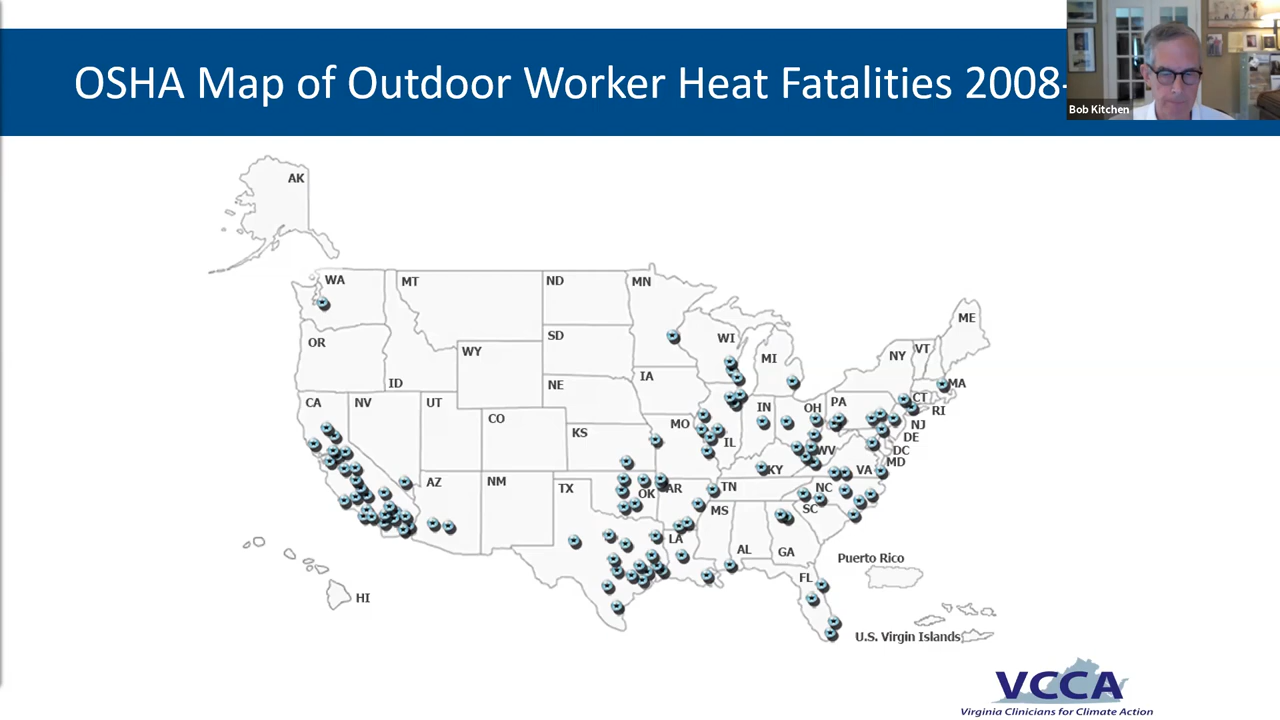 OSHA Map of Outdoor Worker Heat Fatalities 2008-
Bob Kitchen
AK
WA
MT
ND
MN
ME
OR
SD
WI
VT
WY
MI
NY
ID
NE
IA
MA
CA
NV
UT
CO
IN
OH
PA
CT
RI
KS
MO
IL
WV
NJ
DE
DC
MD
KY
VA
AZ
NM
TX
OK
AR
TN
NC
MS
SC
LA
AL
GA
Puerto Rico
FL
HI
U.S. Virgin Islands
VCCA
Virginia Clinicians for Climate Action